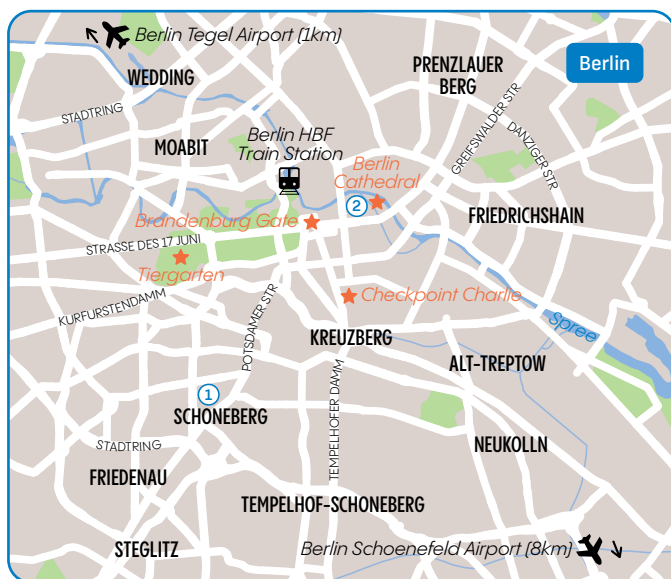 Berlin Tegel Airport (1km)
Berlin
WEDDING
PRENZLAUER
BERG
STADTRING
GREIFSWALDER STR
DANZIGER STR
MOABIT
Berlin HBF
Train Station
Berlin
Cathedral
2
FRIEDRICHSHAIN
Brandenburg Gate
STRASSE DES 17 JUNI
Tiergarten
Checkpoint Charlie
KURFURSTENDAMM
POTSDAMER STR
Spree
KREUZBERG
ALT-TREPTOW
1
SCHONEBERG
TEMPELHOFER DAMM
STADTRING
NEUKOLLN
FRIEDENAU
TEMPELHOF-SCHONEBERG
STEGLITZ
Berlin Schoenefeld Airport (8km)